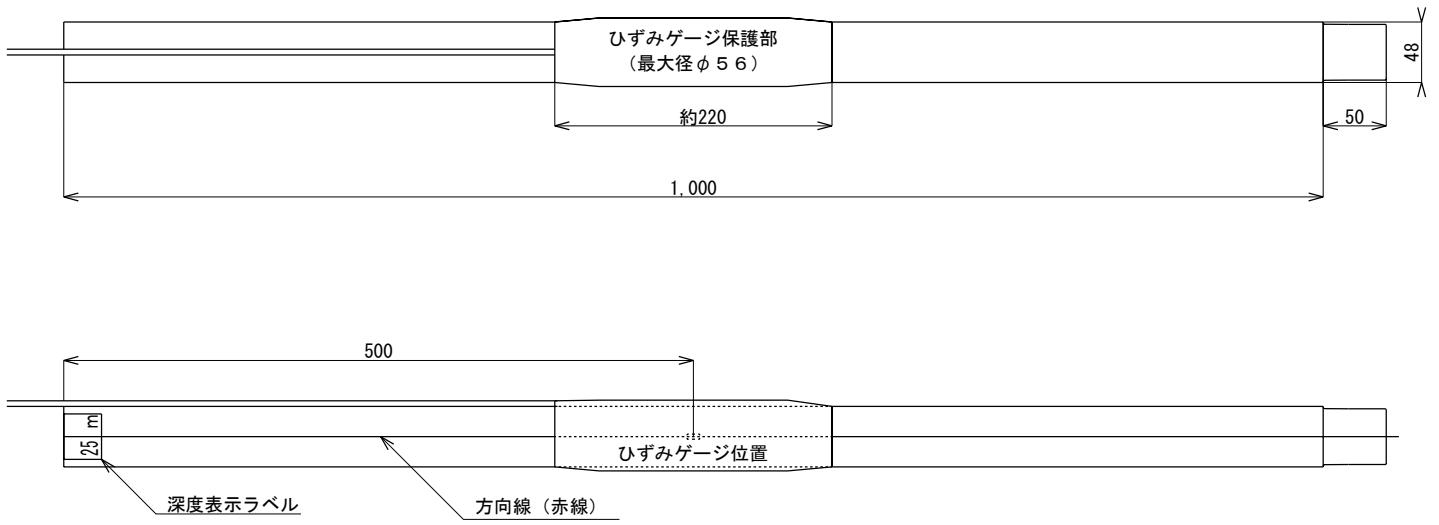 ひずみゲージ保護部
（最大径φ５６）
48
約220
50
1,000
500
25 m
ひずみゲージ位置
深度表示ラベル
方向線（赤線）